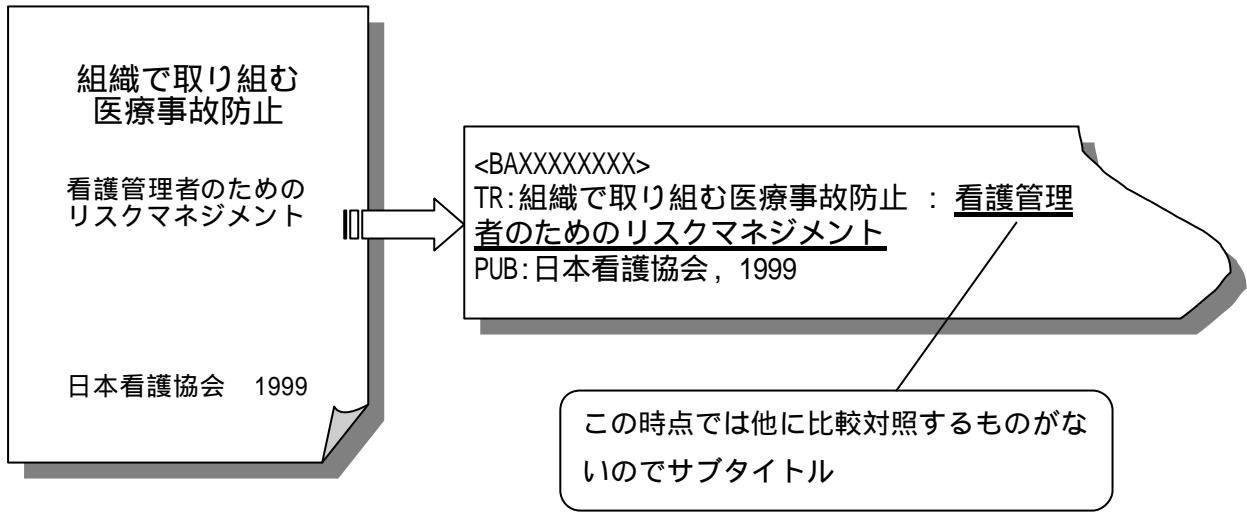 組織で取り組む
医療事故防止
看護管理者のための
リスクマネジメント
日本看護協会　1999
<BAXXXXXXXX>
TR:組織で取り組む医療事故防止 : 看護管理
者のためのリスクマネジメント
PUB:日本看護協会, 1999
この時点では他に比較対照するものがな
いのでサブタイトル